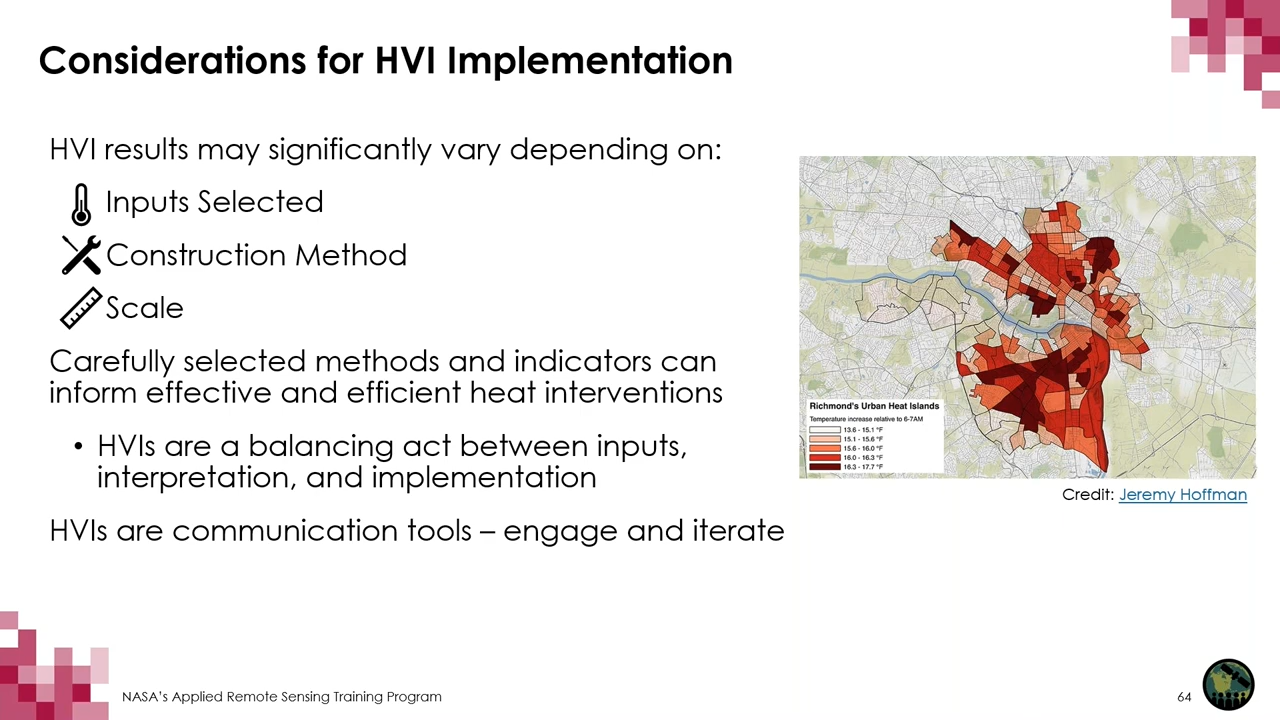 Considerations for HVI Implementation
HVI results may significantly vary depending on:
Inputs Selected
Construction Method
Scale
Carefully selected methods and indicators can
inform effective and efficient heat interventions
• HVIs are a balancing act between inputs,
interpretation, and implementation
HVIs are communication tools – engage and iterate
Richmond's Urban Heat Islands
Temperature increase relative to 6-7AM
13.6 - 15.1 °F
15.1 - 15.6 °F
15.6 - 16.0 °F
16.0 - 16.3 °F
16.3 - 17.7 °F
Credit: Jeremy Hoffman
NASA's Applied Remote Sensing Training Program
64